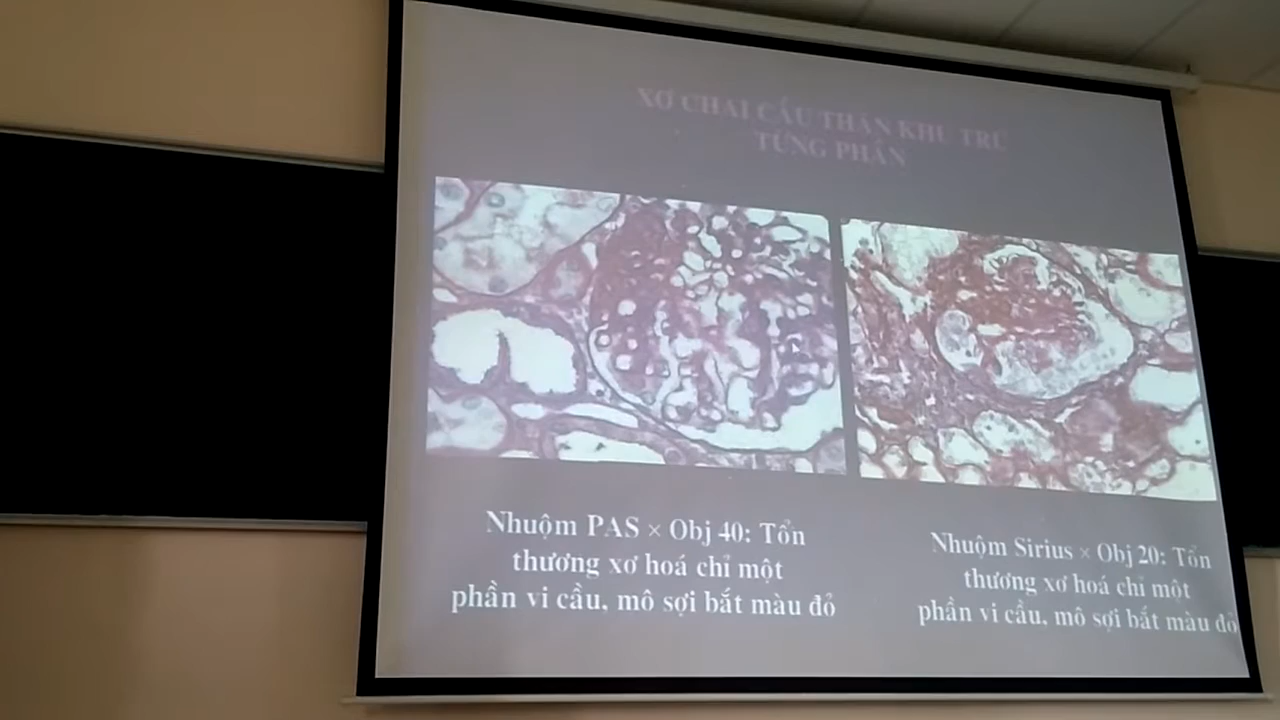 XƠ CHAI CẦU THẬN KHU TRÚ
TỪNG PHẦN
Nhuộm PAS × Obj 40: Tổn
thương xơ hoá chỉ một
phần vi cầu, mô sợi bắt màu đỏ
Nhuộm Sirius × Obj 20: Tổn
thương xơ hoá chỉ một
phần vi cầu, mô sợi bắt màu đỏ